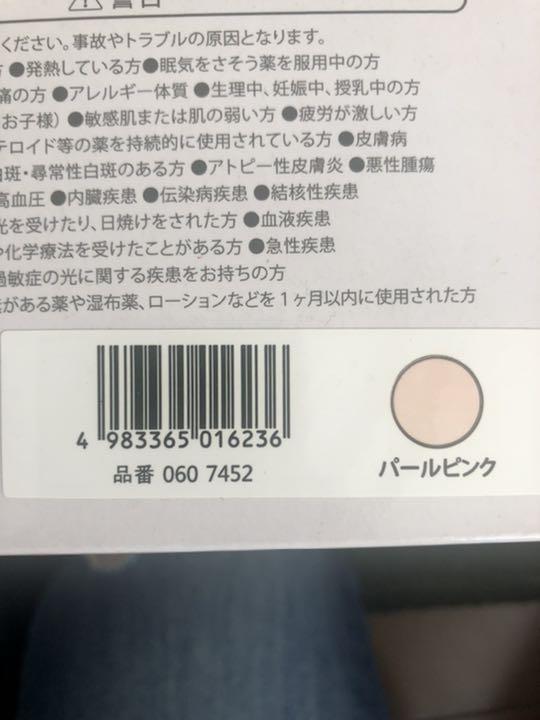 警告
ください。事故やトラブルの原因となります。
方 ●発熱している方●眠気をさそう薬を服用中の方
痛の方 ●アレルギー体質 ●生理中、妊娠中、授乳中の方
お子様） ●敏感肌または肌の弱い方 ●疲労が激しい方
テロイド等の薬を持続的に使用されている方 ●皮膚病
白斑・尋常性白斑のある方 ●アトピー性皮膚炎 ●悪性腫瘍
高血圧 ●内臓疾患 ●伝染病疾患 ●結核性疾患
光を受けたり、日焼けをされた方 ●血液疾患
や化学療法を受けたことがある方 ●急性疾患
過敏症の光に関する疾患をお持ちの方
がある薬や湿布薬、ローションなどを1ヶ月以内に使用された方
4 983365 016236
品番 060 7452
パールピンク